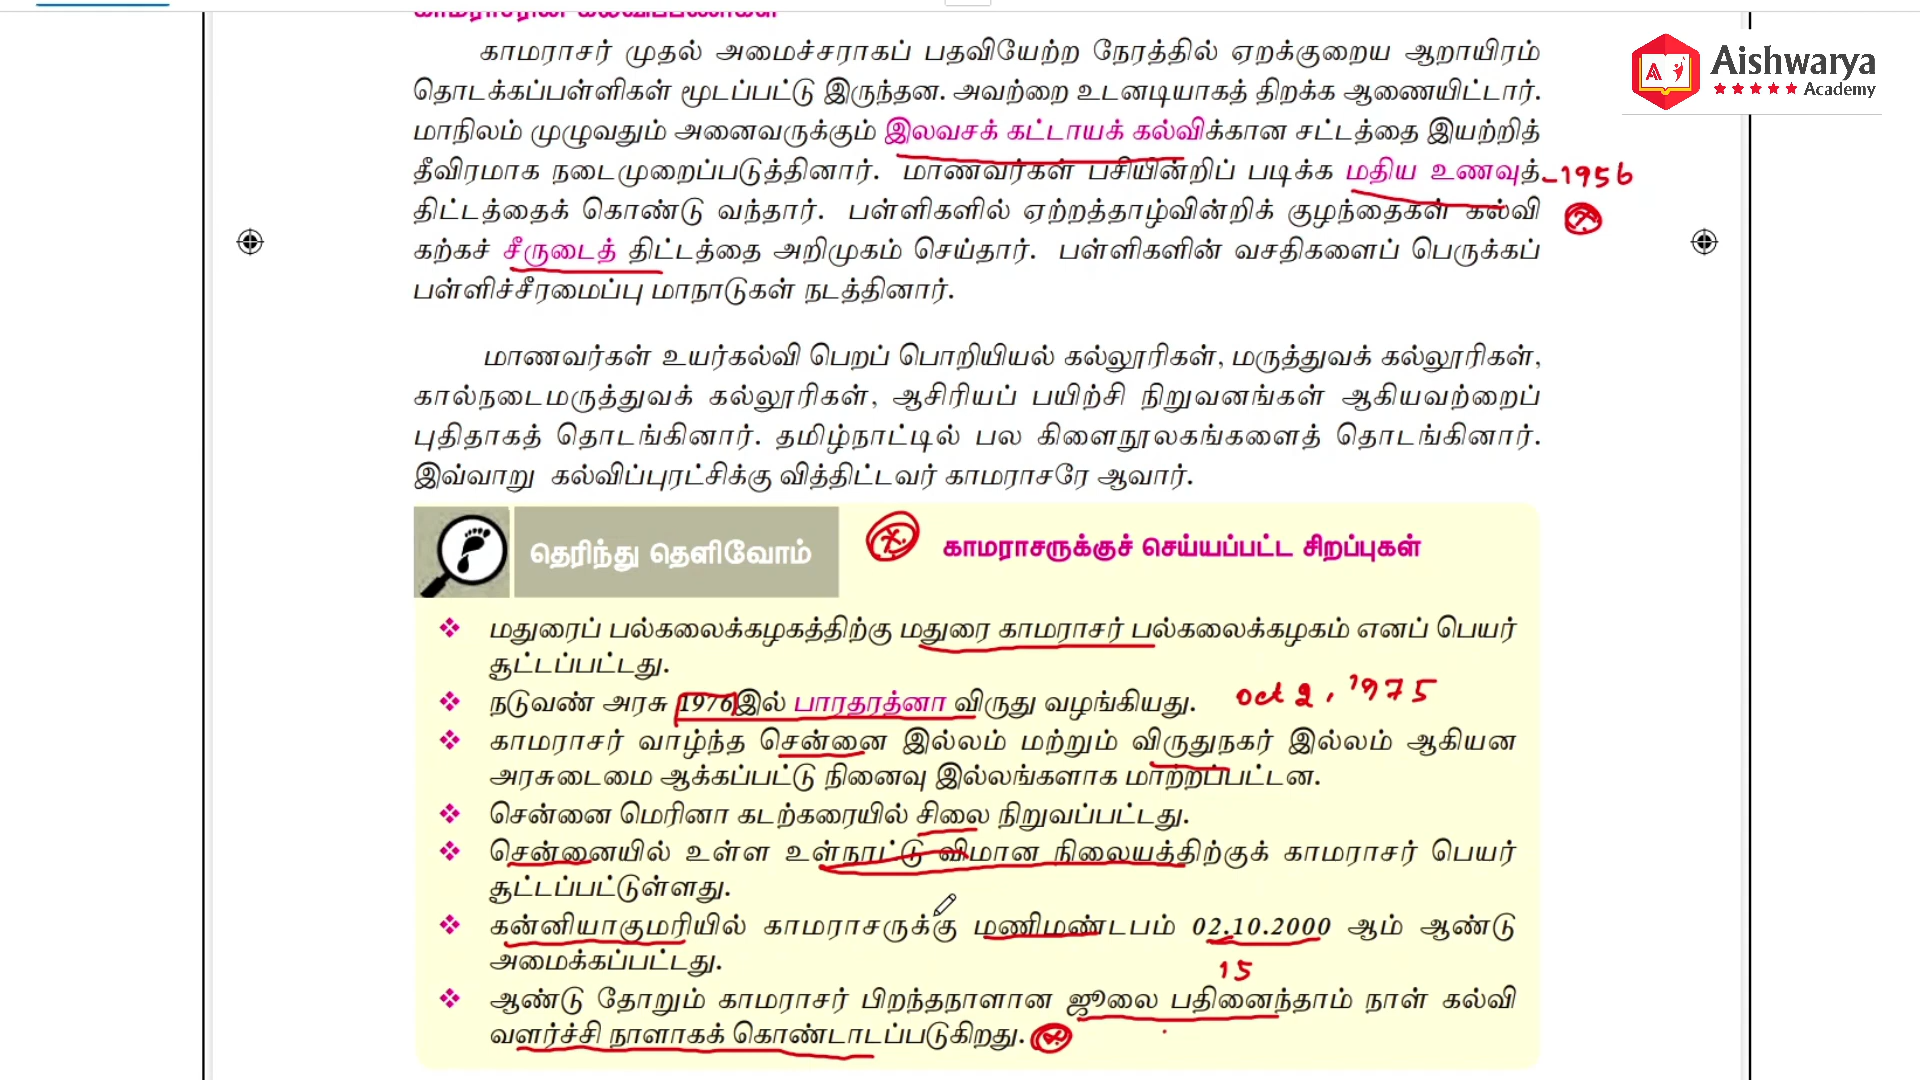 காமராசரின் கல்விப்பணிகள்
Aishwarya
Academy
காமராசர் முதல் அமைச்சராகப் பதவியேற்ற நேரத்தில் ஏறக்குறைய ஆறாயிரம்
தொடக்கப்பள்ளிகள் மூடப்பட்டு இருந்தன. அவற்றை உடனடியாகத் திறக்க ஆணையிட்டார்.
மாநிலம் முழுவதும் அனைவருக்கும் இலவசக் கட்டாயக் கல்விக்கான சட்டத்தை இயற்றித்
தீவிரமாக நடைமுறைப்படுத்தினார். மாணவர்கள் பசியின்றிப் படிக்க மதிய உணவுத் -1956
திட்டத்தைக் கொண்டு வந்தார். பள்ளிகளில் ஏற்றத்தாழ்வின்றிக் குழந்தைகள் கல்வி
கற்கச் சீருடைத் திட்டத்தை அறிமுகம் செய்தார். பள்ளிகளின் வசதிகளைப் பெருக்கப்
பள்ளிச்சீரமைப்பு மாநாடுகள் நடத்தினார்.
மாணவர்கள் உயர்கல்வி பெறப் பொறியியல் கல்லூரிகள், மருத்துவக் கல்லூரிகள்,
கால்நடைமருத்துவக் கல்லூரிகள், ஆசிரியப் பயிற்சி நிறுவனங்கள் ஆகியவற்றைப்
புதிதாகத் தொடங்கினார். தமிழ்நாட்டில் பல கிளைநூலகங்களைத் தொடங்கினார்.
இவ்வாறு கல்விப்புரட்சிக்கு வித்திட்டவர் காமராசரே ஆவார்.
தெரிந்து தெளிவோம்
காமராசருக்குச் செய்யப்பட்ட சிறப்புகள்
❖ மதுரைப் பல்கலைக்கழகத்திற்கு மதுரை காமராசர் பல்கலைக்கழகம் எனப் பெயர்
சூட்டப்பட்டது.
❖ நடுவண் அரசு 1976இல் பாரதரத்னா விருது வழங்கியது. oct 2, 1975
❖ காமராசர் வாழ்ந்த சென்னை இல்லம் மற்றும் விருதுநகர் இல்லம் ஆகியன
அரசுடைமை ஆக்கப்பட்டு நினைவு இல்லங்களாக மாற்றப்பட்டன.
❖ சென்னை மெரினா கடற்கரையில் சிலை நிறுவப்பட்டது.
❖ சென்னையில் உள்ள உள்நாட்டு விமான நிலையத்திற்குக் காமராசர் பெயர்
சூட்டப்பட்டுள்ளது.
❖ கன்னியாகுமரியில் காமராசருக்கு மணிமண்டபம் 02.10.2000 ஆம் ஆண்டு
அமைக்கப்பட்டது.
15
❖ ஆண்டு தோறும் காமராசர் பிறந்தநாளான ஜூலை பதினைந்தாம் நாள் கல்வி
வளர்ச்சி நாளாகக் கொண்டாடப்படுகிறது.